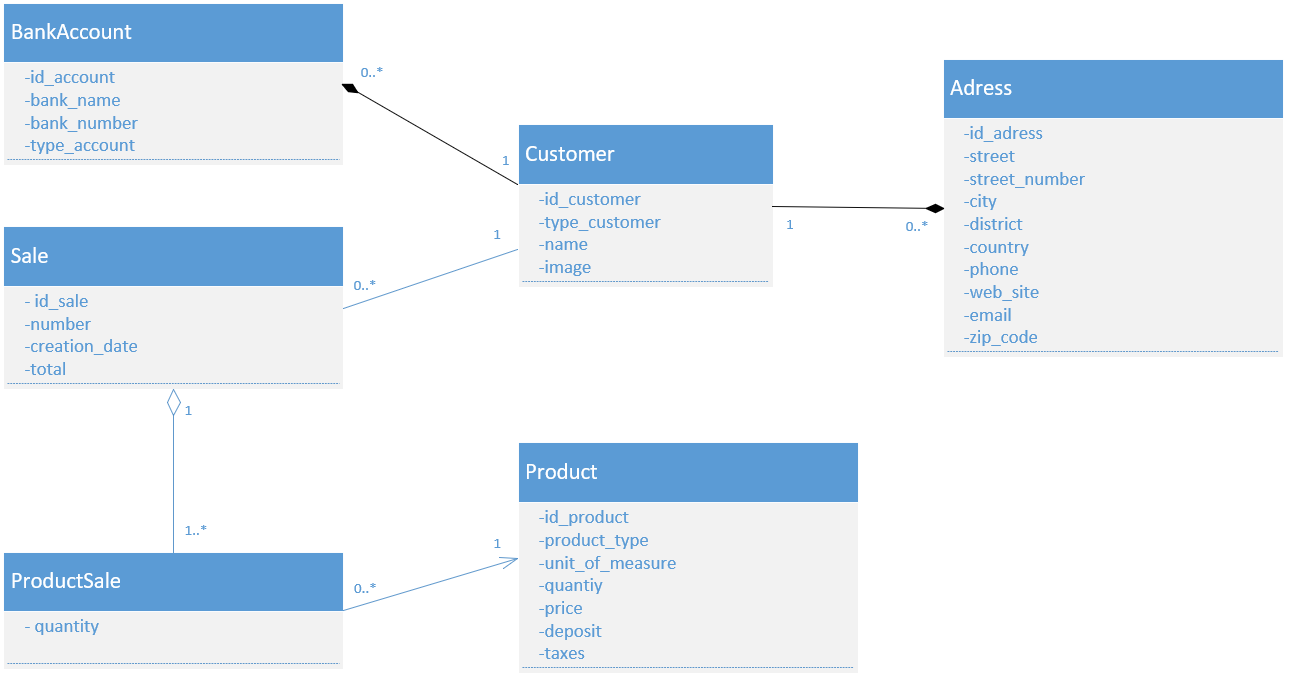 BankAccount
-id_account
-bank_name
-bank_number
-type_account
0..*
1
Customer
-id_customer
-type_customer
-name
-image
1
0..*
Adress
-id_adress
-street
-street_number
-city
-district
-country
-phone
-web_site
-email
-zip_code
Sale
- id_sale
-number
-creation_date
-total
0..*
1
1
1..*
ProductSale
- quantity
0..*
1
Product
-id_product
-product_type
-unit_of_measure
-quantiy
-price
-deposit
-taxes